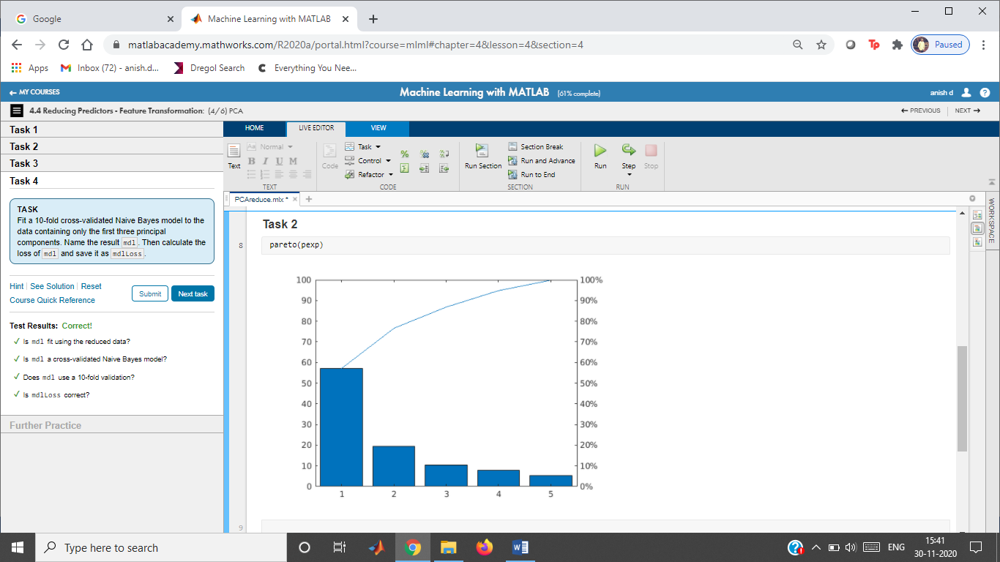 Google
Machine Learning with MATLAB
matlabacademy.mathworks.com/R2020a/portal.html?course=mlml#chapter=4&lesson=4&section=4
Tp
Paused
Apps
Inbox (72) - anish.d...
Dregol Search
Everything You Nee...
MY COURSES
Machine Learning with MATLAB (61% complete)
anish d
4.4 Reducing Predictors - Feature Transformation: (4/6) PCA
PREVIOUS
NEXT
Task 1
Task 2
Task 3
Task 4
TASK
Fit a 10-fold cross-validated Naive Bayes model to the
data containing only the first three principal
components. Name the result mdl. Then calculate the
loss of mdl and save it as mdlLoss.
Hint | See Solution | Reset
Course Quick Reference
Submit
Next task
Test Results: Correct!
✓ Is mdl fit using the reduced data?
✓ Is mdl a cross-validated Naive Bayes model?
✓ Does mdl use a 10-fold validation?
✓ Is mdlLoss correct?
Further Practice
HOME
LIVE EDITOR
VIEW
Text
Aa Normal
B I U M
TEXT
Code
Task
Control
Refactor
CODE
Run Section
Section Break
Run and Advance
Run to End
SECTION
Run
Step
Stop
RUN
PCAreduce.mlx *
WORKSPACE
Task 2
8
pareto(pexp)
100
90
80
70
60
50
40
30
20
10
0
100%
90%
80%
70%
60%
50%
40%
30%
20%
10%
0%
1 2 3 4 5
9
Type here to search
ENG
15:41
30-11-2020